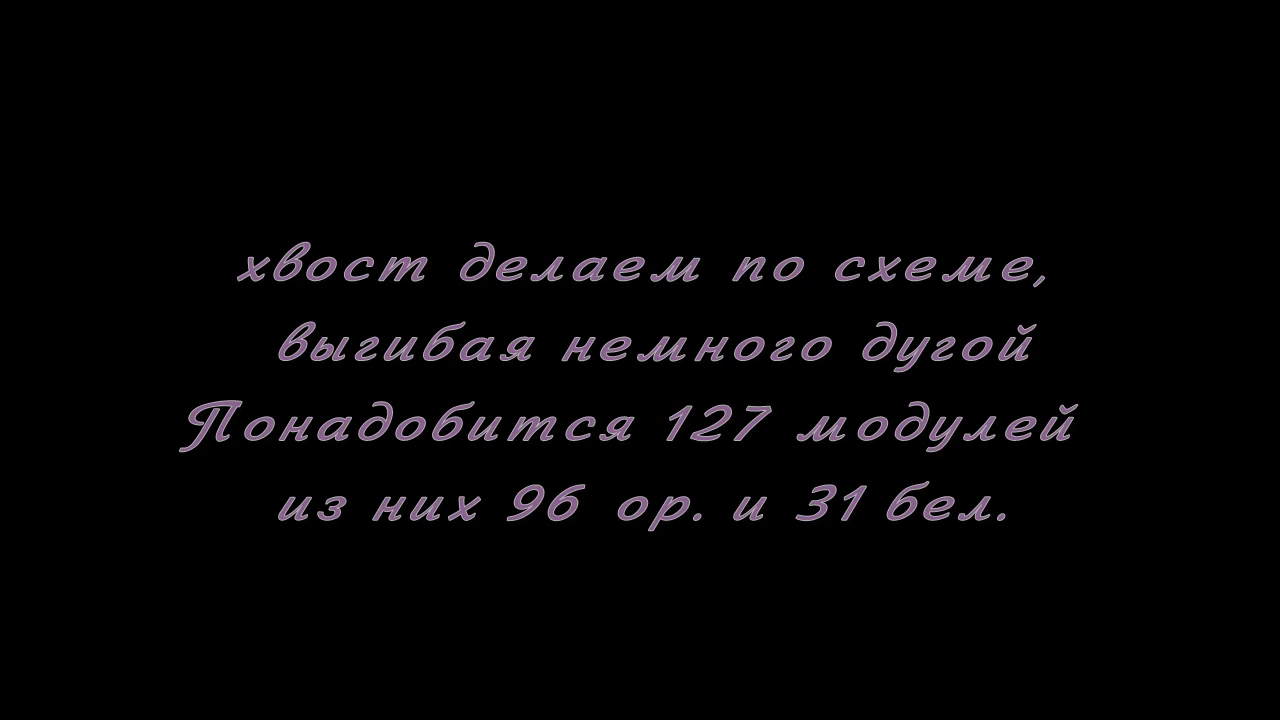 хвост делаем по схеме,
выгибая немного дугой
Понадобится 127 модулей
из них 96 ор. и 31 бел.